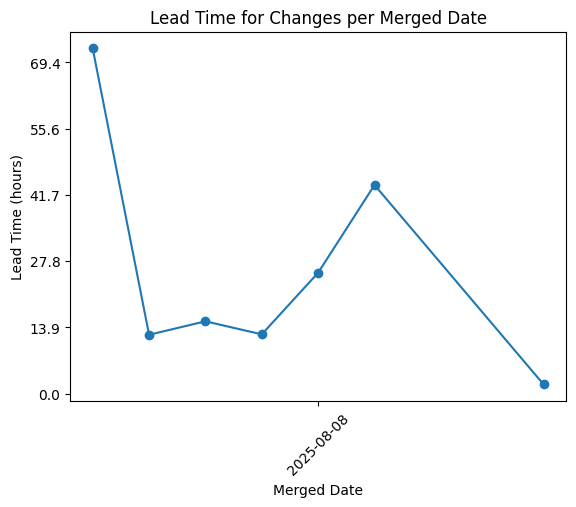 Lead Time for Changes per Merged Date
Lead Time (hours)
69.4
55.6
41.7
27.8
13.9
0.0
2025-08-08
Merged Date